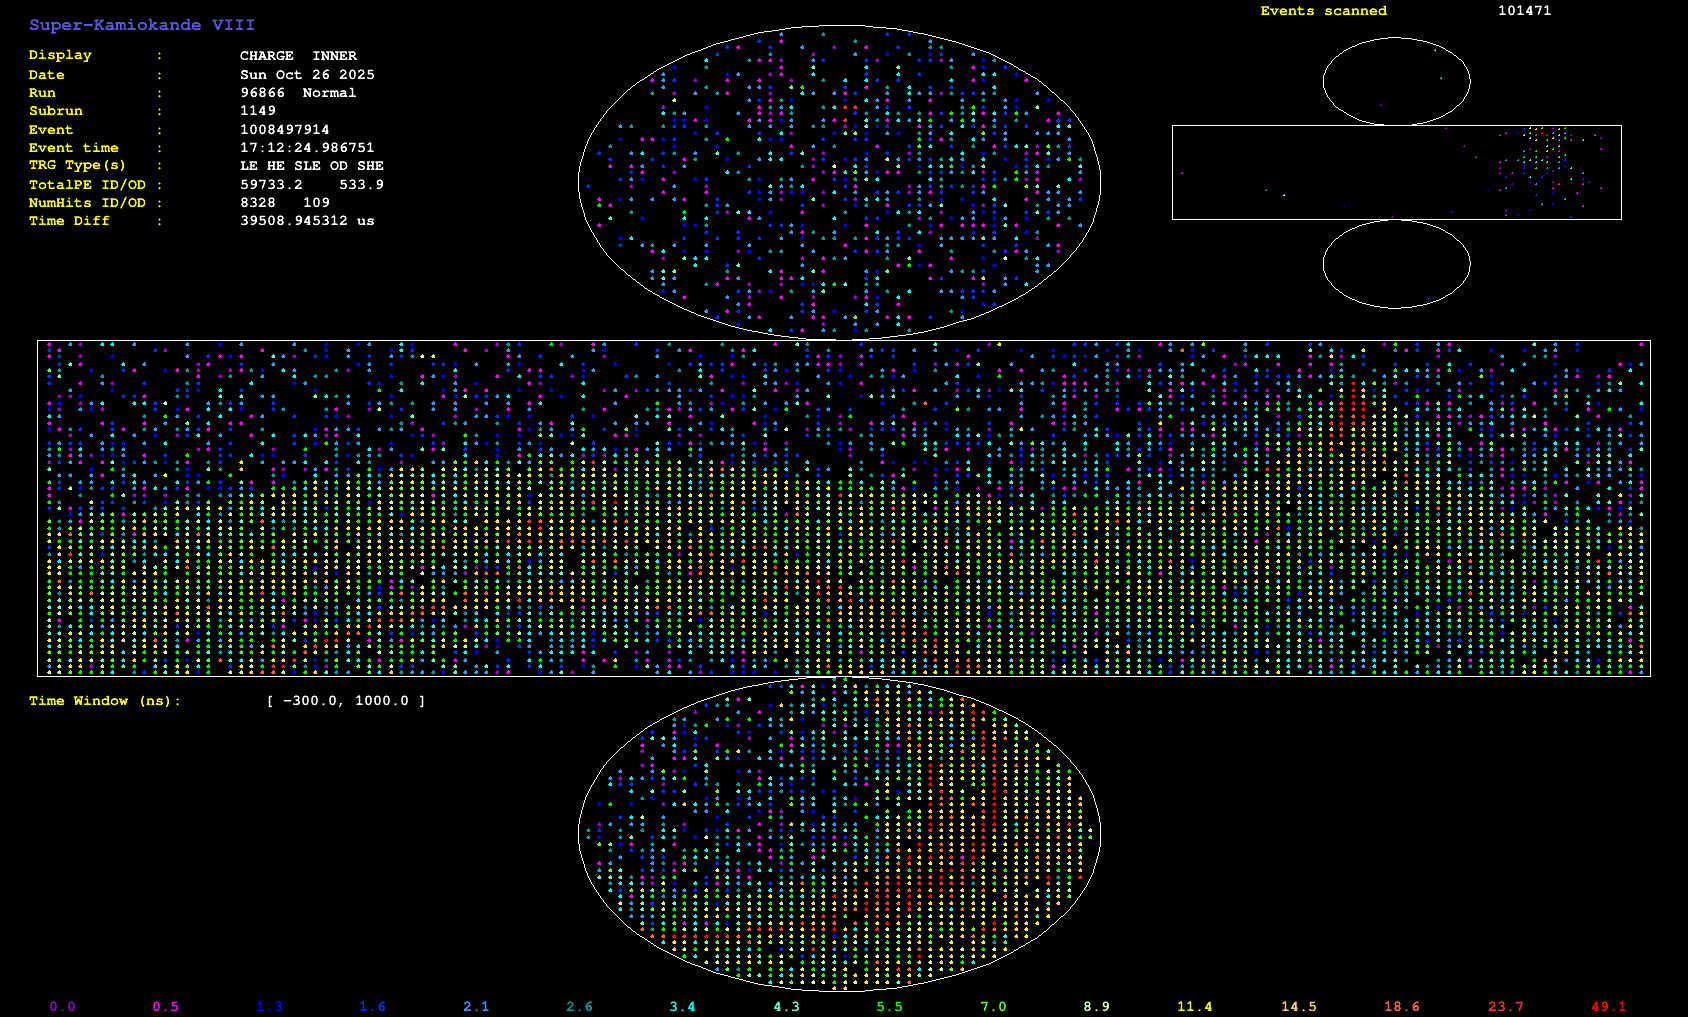 Super-Kamiokande VIII
Events scanned 101471
Display : CHARGE INNER
Date : Sun Oct 26 2025
Run : 96866 Normal
Subrun : 1149
Event : 1008497914
Event time : 17:12:24.986751
TRG Type(s) : LE HE SLE OD SHE
TotalPE ID/OD : 59733.2 533.9
NumHits ID/OD : 8328 109
Time Diff : 39508.945312 us
Time Window (ns): [ -300.0, 1000.0 ]
0.0 0.5 1.3 1.6 2.1 2.6 3.4 4.3 5.5 7.0 8.9 11.4 14.5 18.6 23.7 49.1